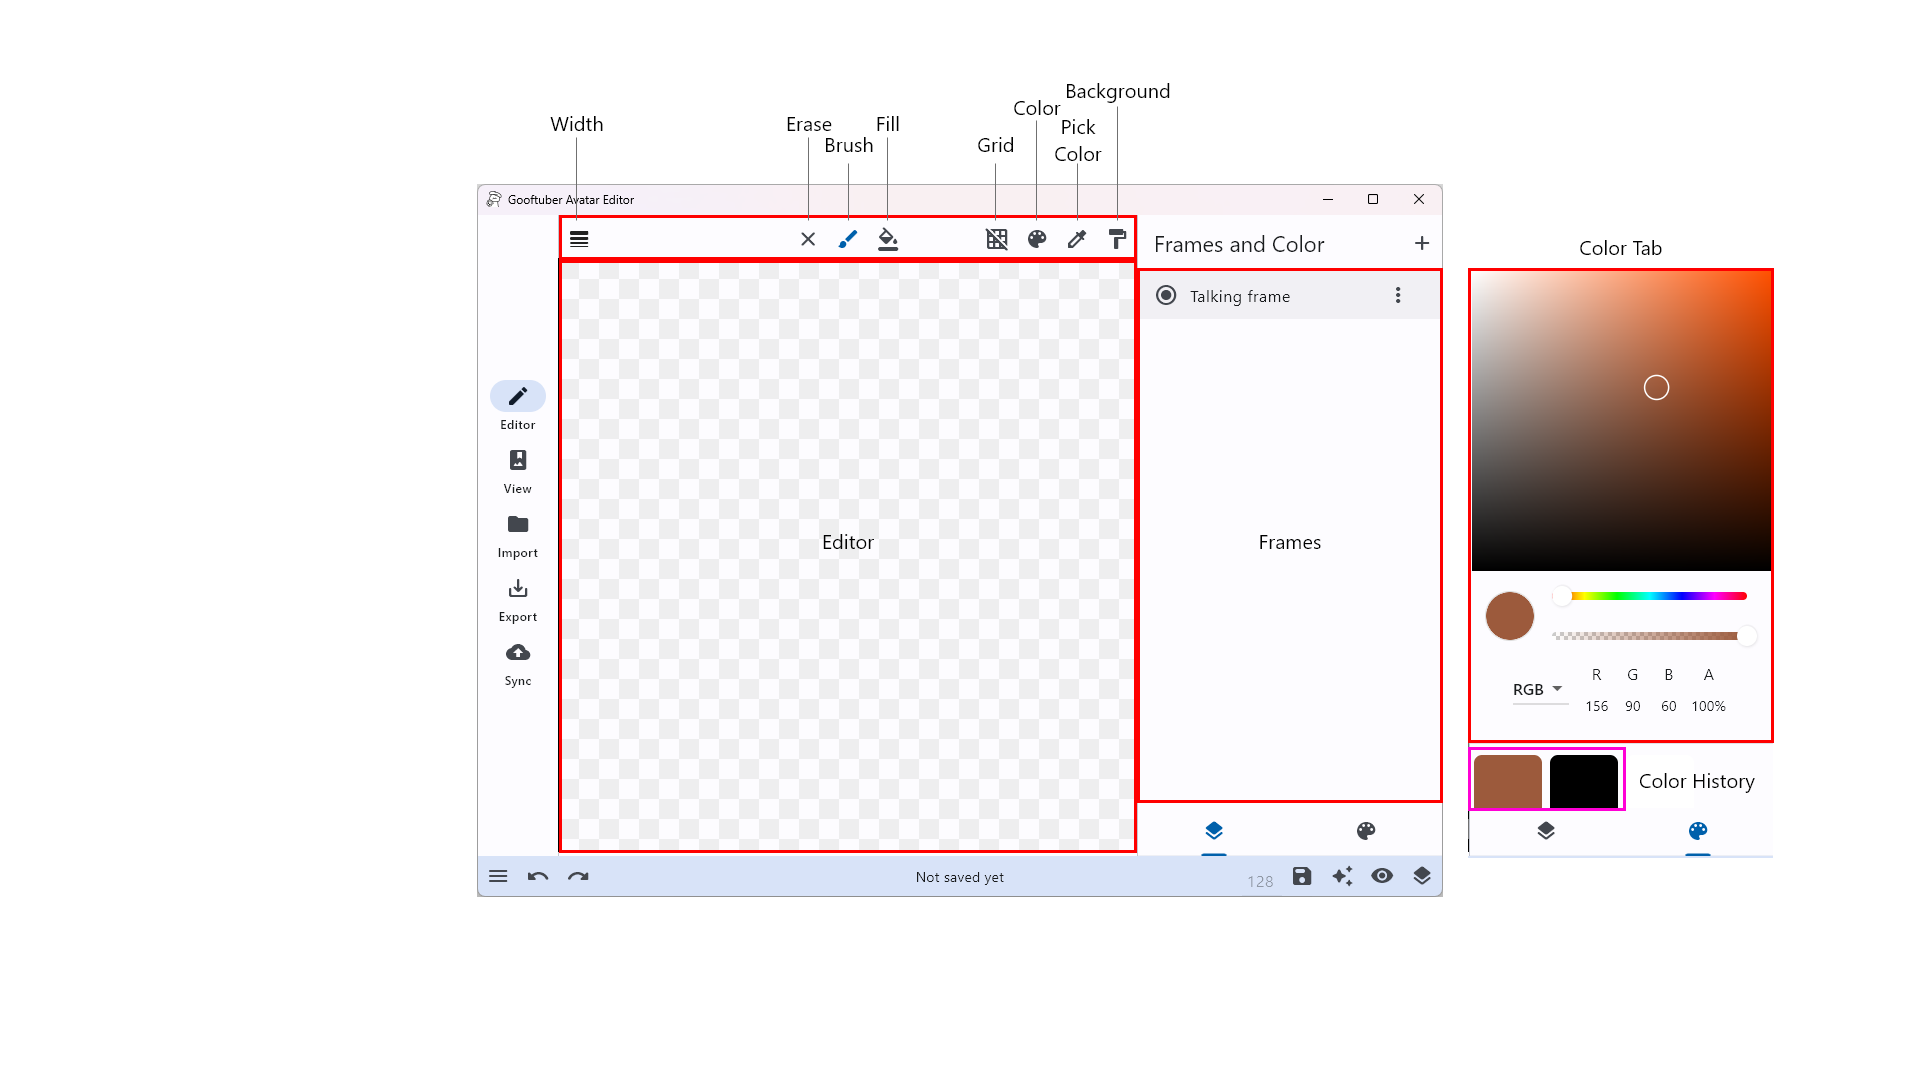 Background
Color
Width
Erase
Fill
Pick
Color
Brush
Grid
Gooftuber Avatar Editor
Frames and Color
Color Tab
Talking frame
Editor
View
Import
Export
Sync
Editor
Frames
R G B A
RGB
156 90 60 100%
Color History
Not saved yet
128